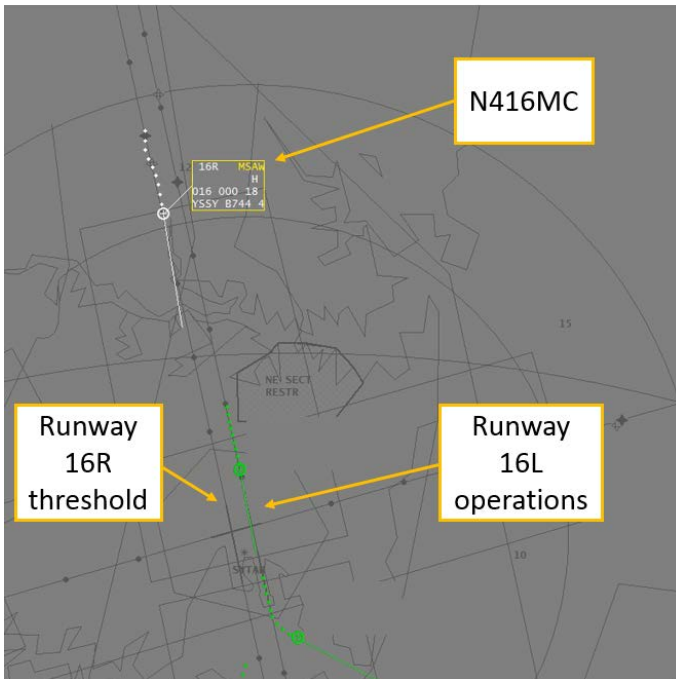 N416MC
16R MSAW
H
016 000 18
YSSY B744 4
15
NE SECT
RESTR
Runway
16R
threshold
Runway
16L
operations
10